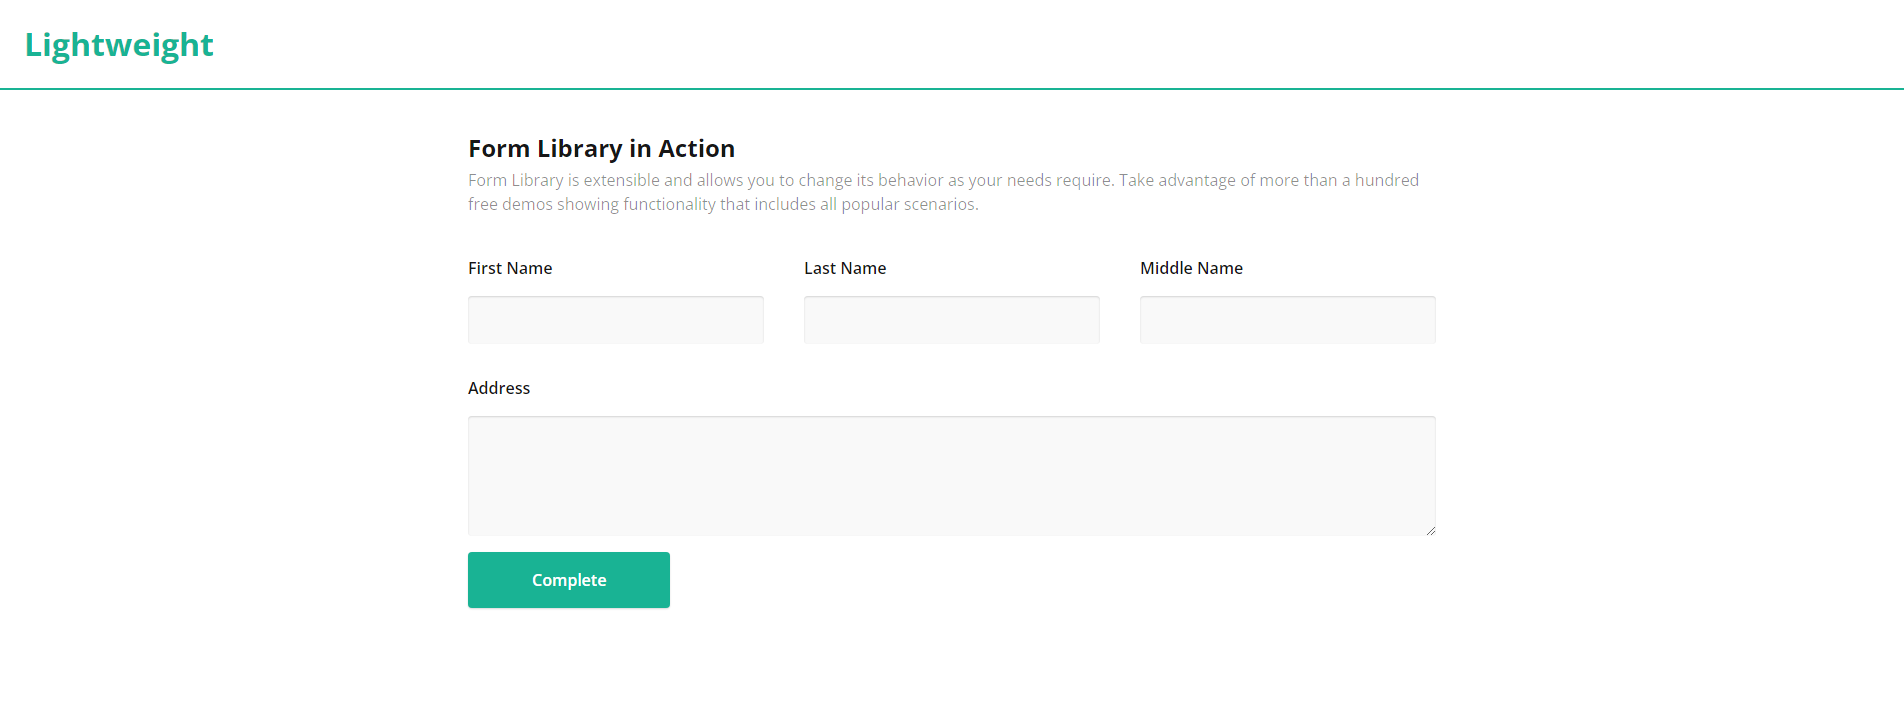 Lightweight
Form Library in Action
Form Library is extensible and allows you to change its behavior as your needs require. Take advantage of more than a hundred
free demos showing functionality that includes all popular scenarios.
First Name
Last Name
Middle Name
Address
Complete